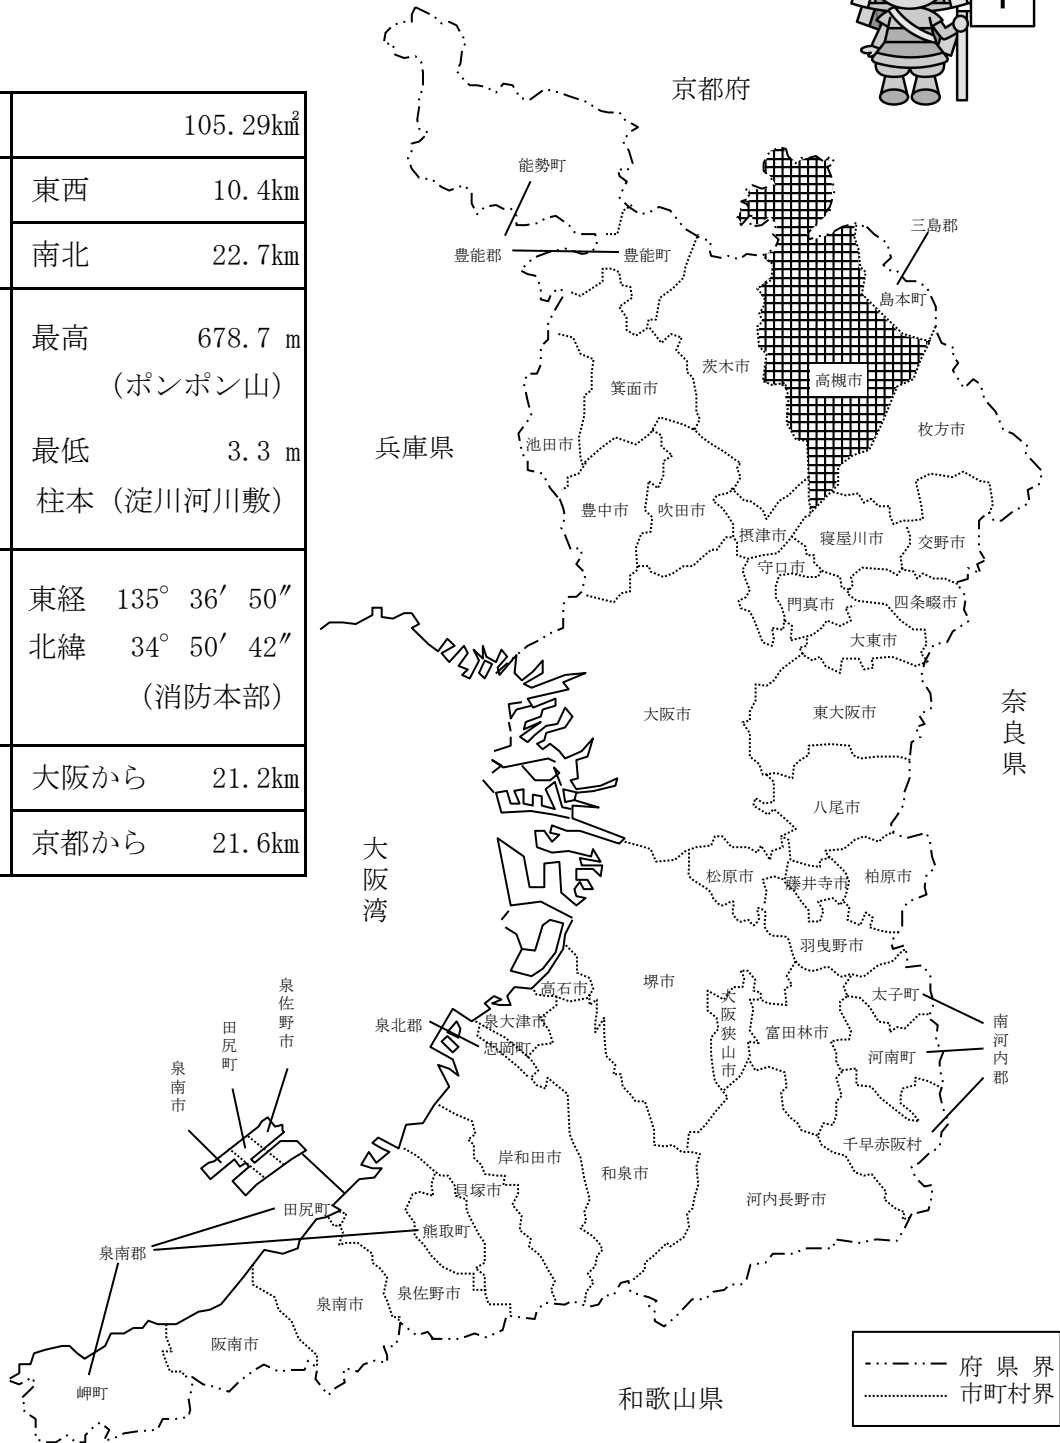 105.29km²
東西 10.4km
南北 22.7km
最高 678.7 m
（ポンポン山）
最低 3.3 m
柱本（淀川河川敷）
東経 135° 36′ 50″
北緯 34° 50′ 42″
（消防本部）
大阪から 21.2km
京都から 21.6km
京都府
能勢町
豊能郡
豊能町
三島郡
島本町
茨木市
高槻市
箕面市
枚方市
兵庫県
池田市
豊中市
吹田市
摂津市
寝屋川市
交野市
守口市
門真市
四条畷市
大東市
大阪市
東大阪市
奈良県
八尾市
大阪湾
松原市
藤井寺市
柏原市
羽曳野市
堺市
高石市
大阪狭山市
太子町
富田林市
南河内郡
河南町
千早赤阪村
泉北郡
泉大津市
忠岡町
泉佐野市
田尻町
泉南市
岸和田市
和泉市
貝塚市
河内長野市
田尻町
熊取町
泉南郡
泉佐野市
泉南市
阪南市
岬町
和歌山県
府県界
市町村界